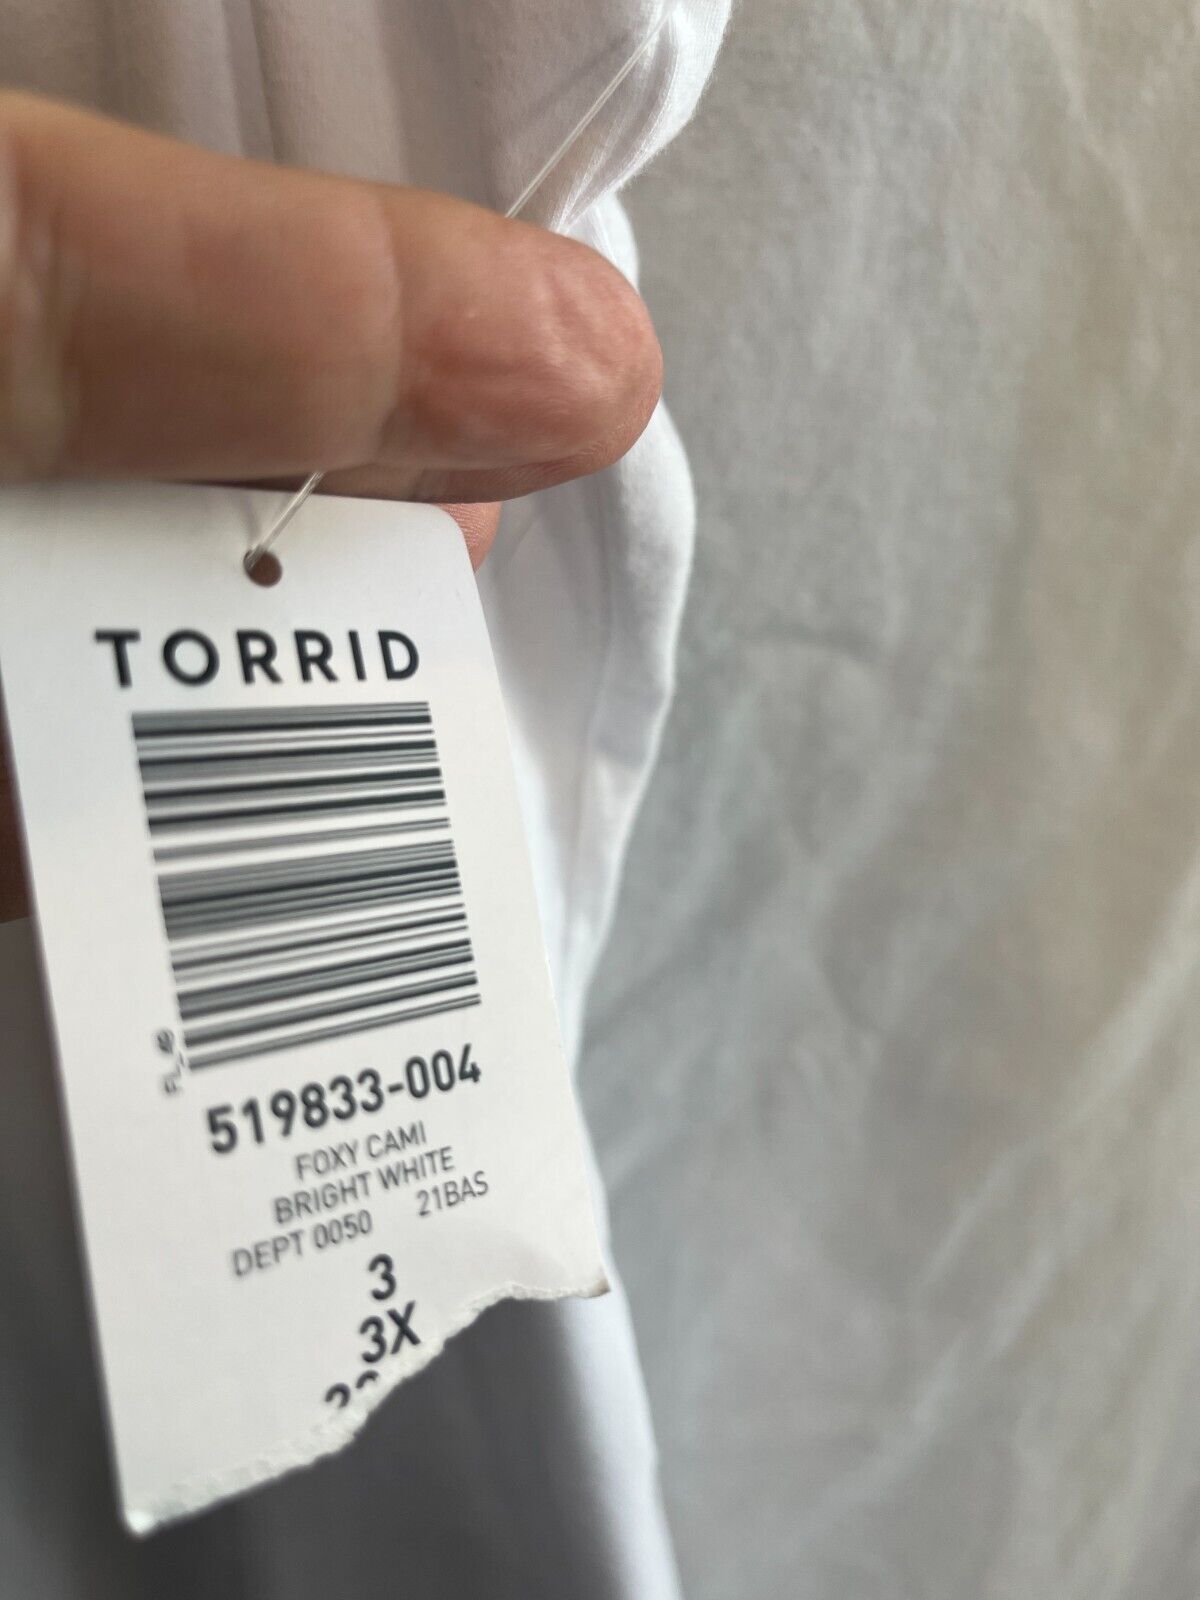 TORRID
519833-004
FOXY CAMI
BRIGHT WHITE
DEPT 0050 21BAS
3
3X